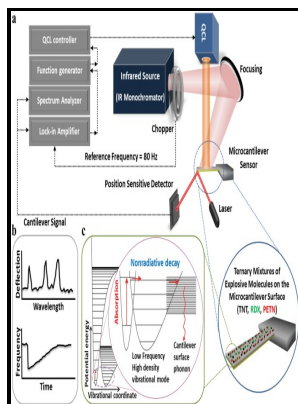 a
QCL controller
Function generator
Spectrum Analyzer
Lock-in Amplifier
Infrared Source
(IR Monochromator)
QCL
Focusing
Chopper
Reference Frequency = 80 Hz
Microcantilever
Sensor
Position Sensitive Detector
Cantilever Signal
Laser
b
Deflection
Wavelength
Frequency
Time
c
Potential energy
Vibrational coordinate
Nonradiative decay
Absorption
Low Frequency
High density
vibrational mode
Cantilever
surface
phonon
Ternary Mixtures of
Explosive Molecules on the
Microcantilever Surface
(TNT, RDX, PETN)